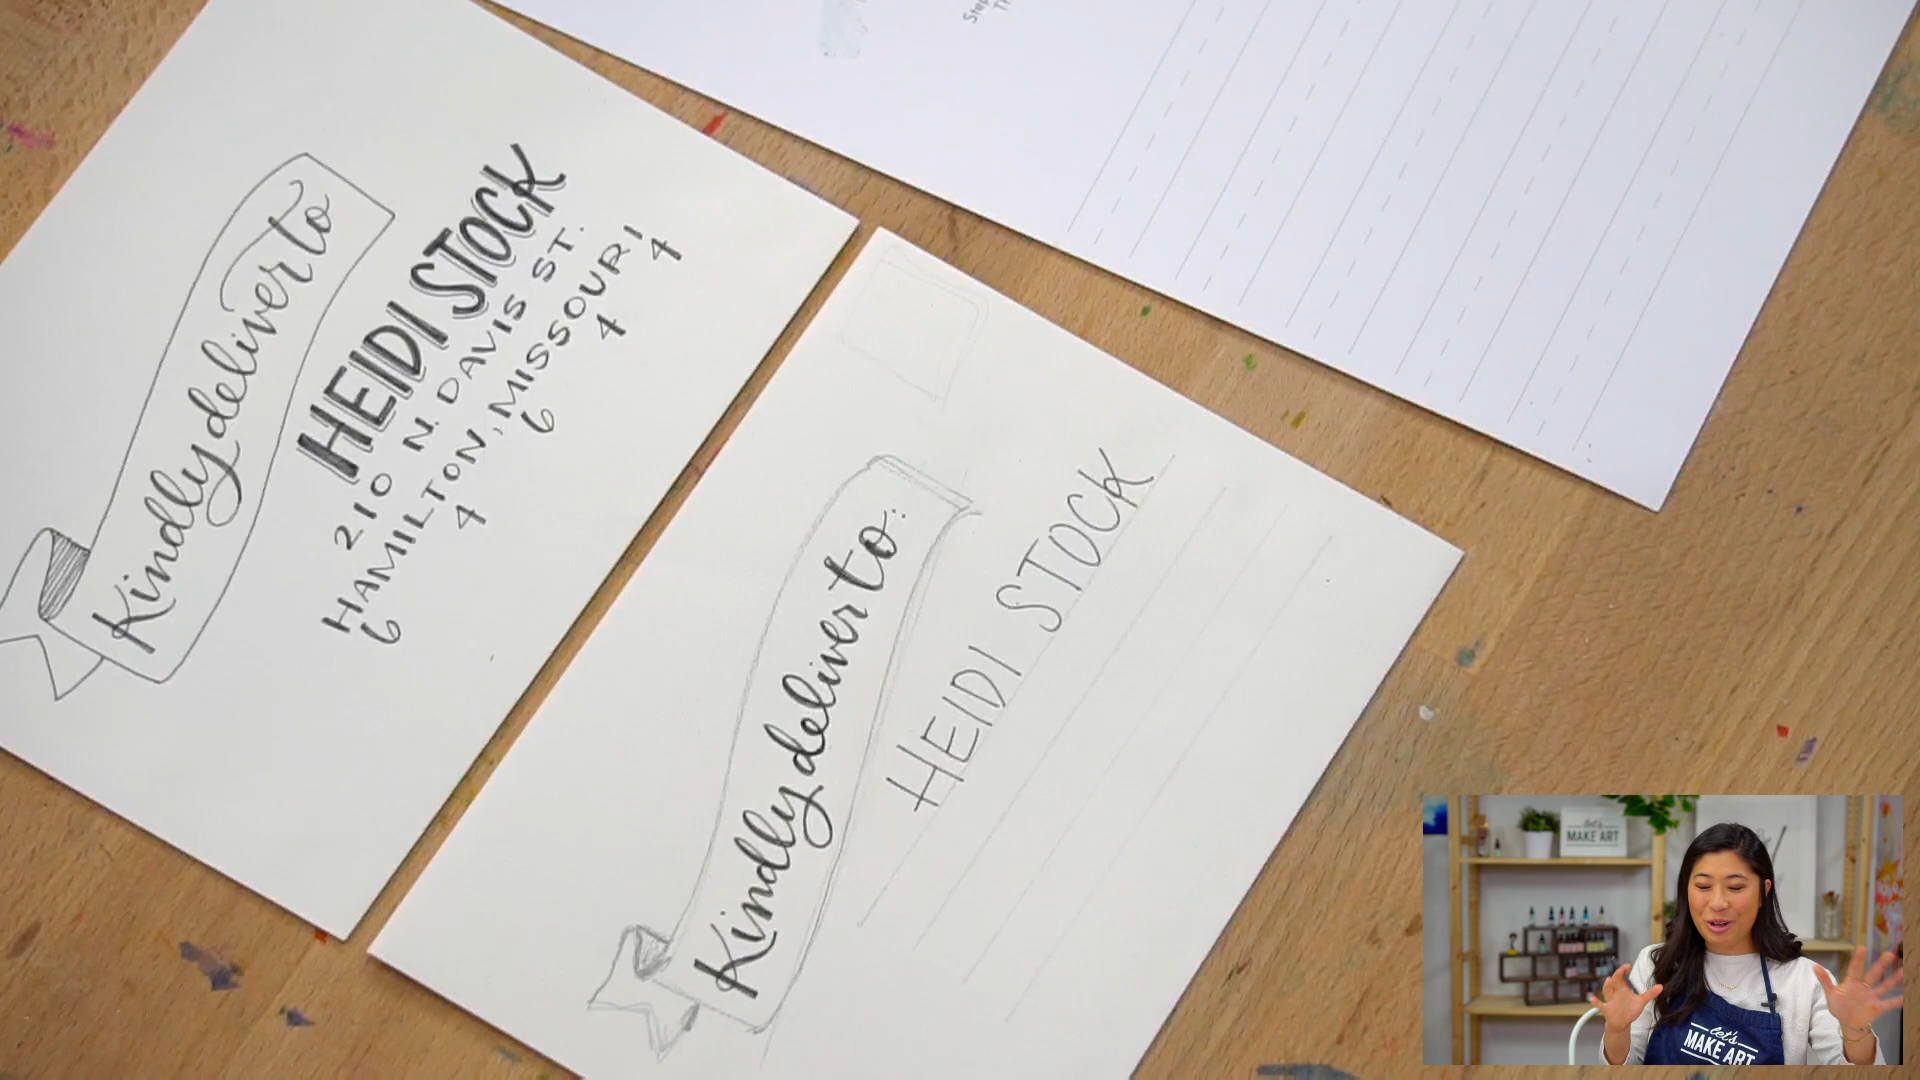 Kindly deliver to
HEIDI STOCK
210 N. DAVIS ST.
HAMILTON, MISSOURI
6 4 6 4 4
Kindly deliver to:
HEIDI STOCK
let's
MAKE ART
let's
MAKE ART